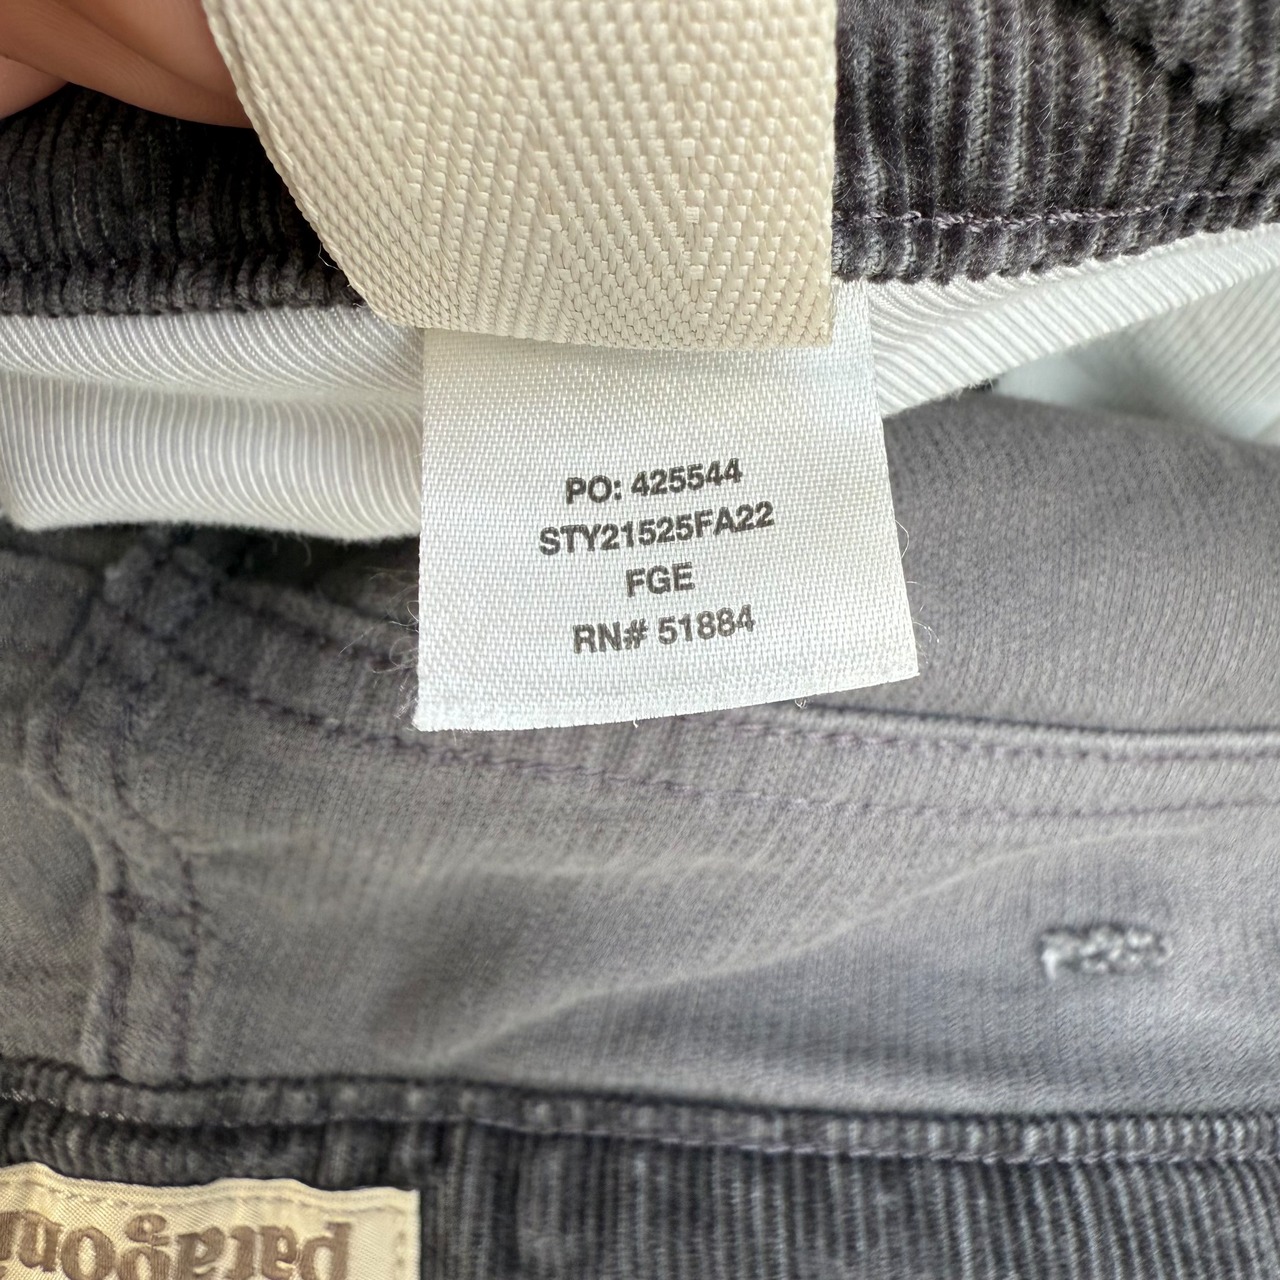 PO: 425544
STY21525FA22
FGE
RN# 51884
patagonia